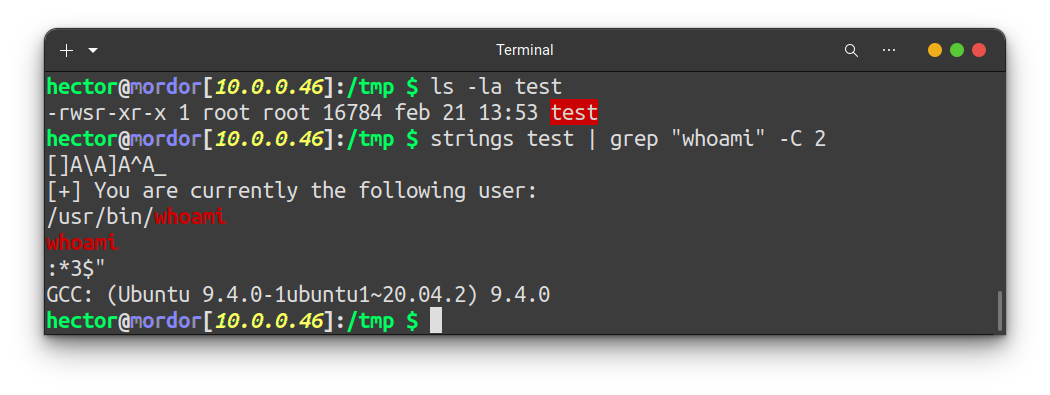 Terminal
hector@mordor[10.0.0.46]:/tmp $ ls -la test
-rwsr-xr-x 1 root root 16784 feb 21 13:53 test
hector@mordor[10.0.0.46]:/tmp $ strings test | grep "whoami" -C 2
[]A\A]A^A_
[+] You are currently the following user:
/usr/bin/whoami
whoami
:*3$"
GCC: (Ubuntu 9.4.0-1ubuntu1~20.04.2) 9.4.0
hector@mordor[10.0.0.46]:/tmp $